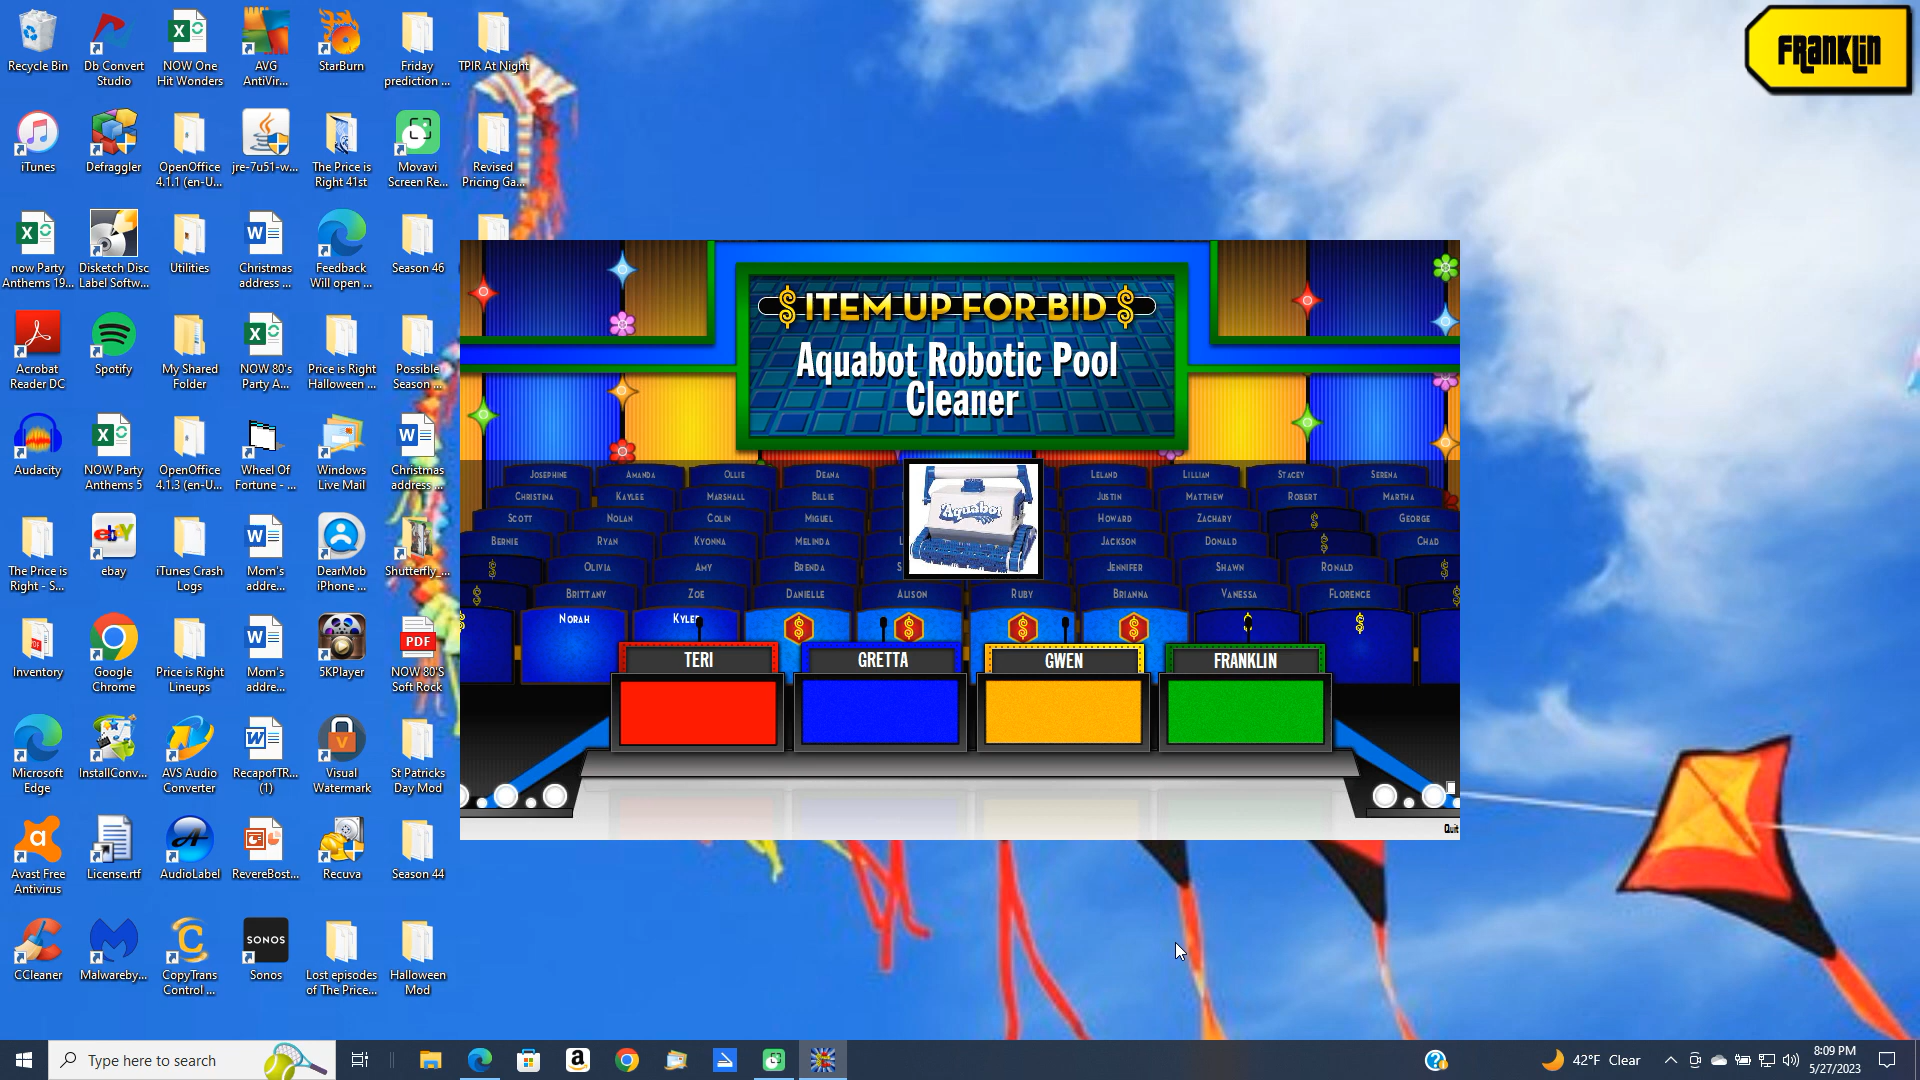 Recycle Bin
Db Convert
Studio
NOW One
Hit Wonders
AVG
AntiVir...
StarBurn
Friday
prediction ...
TPIR At Night
FRANKLIN
iTunes
Defraggler
OpenOffice
4.1.1 (en-U...
jre-7u51-w...
The Price is
Right 41st
Movavi
Screen Re...
Revised
Pricing Ga...
now Party
Anthems 19...
Disketch Disc
Label Softw...
Utilities
Christmas
address ...
Feedback
Will open ...
Season 46
Acrobat
Reader DC
Spotify
My Shared
Folder
NOW 80's
Party A...
Price is Right
Halloween ...
Possible
Season ...
Audacity
NOW Party
Anthems 5
OpenOffice
4.1.3 (en-U...
Wheel Of
Fortune - ...
Windows
Live Mail
Christmas
address ...
The Price is
Right - S...
ebay
iTunes Crash
Logs
Mom's
addre...
DearMob
iPhone ...
Shutterfly_...
Inventory
Google
Chrome
Price is Right
Lineups
Mom's
addre...
5KPlayer
PDF
NOW 80'S
Soft Rock
Microsoft
Edge
InstallConv...
AVS Audio
Converter
RecapofTR...
(1)
Visual
Watermark
St Patricks
Day Mod
Avast Free
Antivirus
License.rtf
AudioLabel
RevereBost...
Recuva
Season 44
CCleaner
Malwareby...
CopyTrans
Control ...
SONOS
Sonos
Lost episodes
of The Price...
Halloween
Mod
$ITEM UP FOR BID$
Aquabot Robotic Pool
Cleaner
Aquabot
Josephine Amanda Ollie Deana Leland Lillian Stacey Serena
Christina Kaylee Marshall Billie Justin Matthew Robert Martha
Scott Nolan Colin Miguel Howard Zachary $ George
Bernie Ryan Kyonna Melinda Jackson Donald $ Chad
$ Olivia Amy Brenda Jennifer Shawn Ronald $
$ Brittany Zoe Danielle Alison Ruby Brianna Vanessa Florence $
Norah
TERI GRETTA GWEN FRANKLIN
Quit
Type here to search
42°F Clear
8:09 PM
5/27/2023